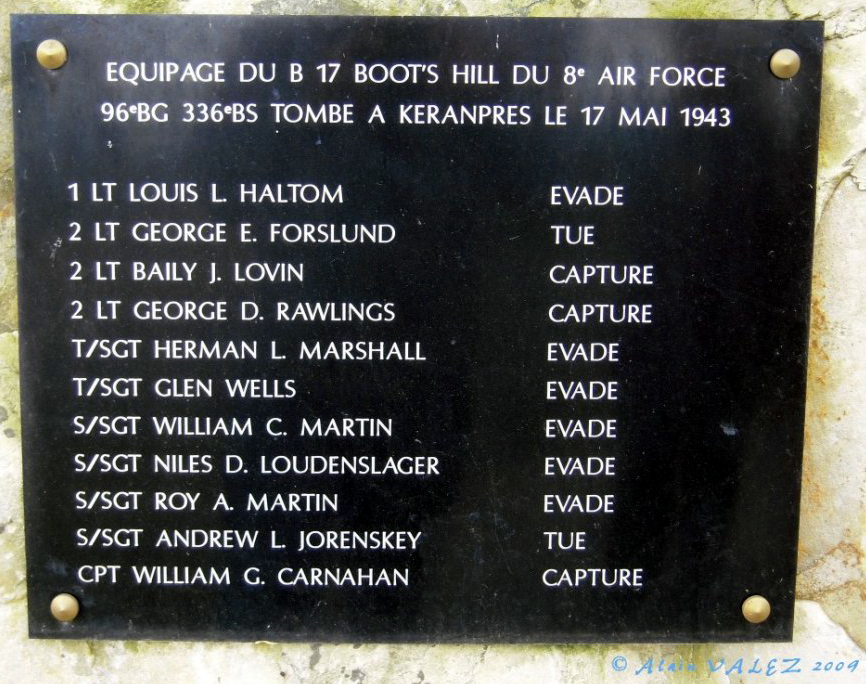 EQUIPAGE DU B 17 BOOT'S HILL DU 8e AIR FORCE
96eBG 336eBS TOMBE A KERANPRES LE 17 MAI 1943
1 LT LOUIS L. HALTOM EVADE
2 LT GEORGE E. FORSLUND TUE
2 LT BAILY J. LOVIN CAPTURE
2 LT GEORGE D. RAWLINGS CAPTURE
T/SGT HERMAN L. MARSHALL EVADE
T/SGT GLEN WELLS EVADE
S/SGT WILLIAM C. MARTIN EVADE
S/SGT NILES D. LOUDENSLAGER EVADE
S/SGT ROY A. MARTIN EVADE
S/SGT ANDREW L. JORENSKEY TUE
CPT WILLIAM G. CARNAHAN CAPTURE
© Alain VALEZ 2009